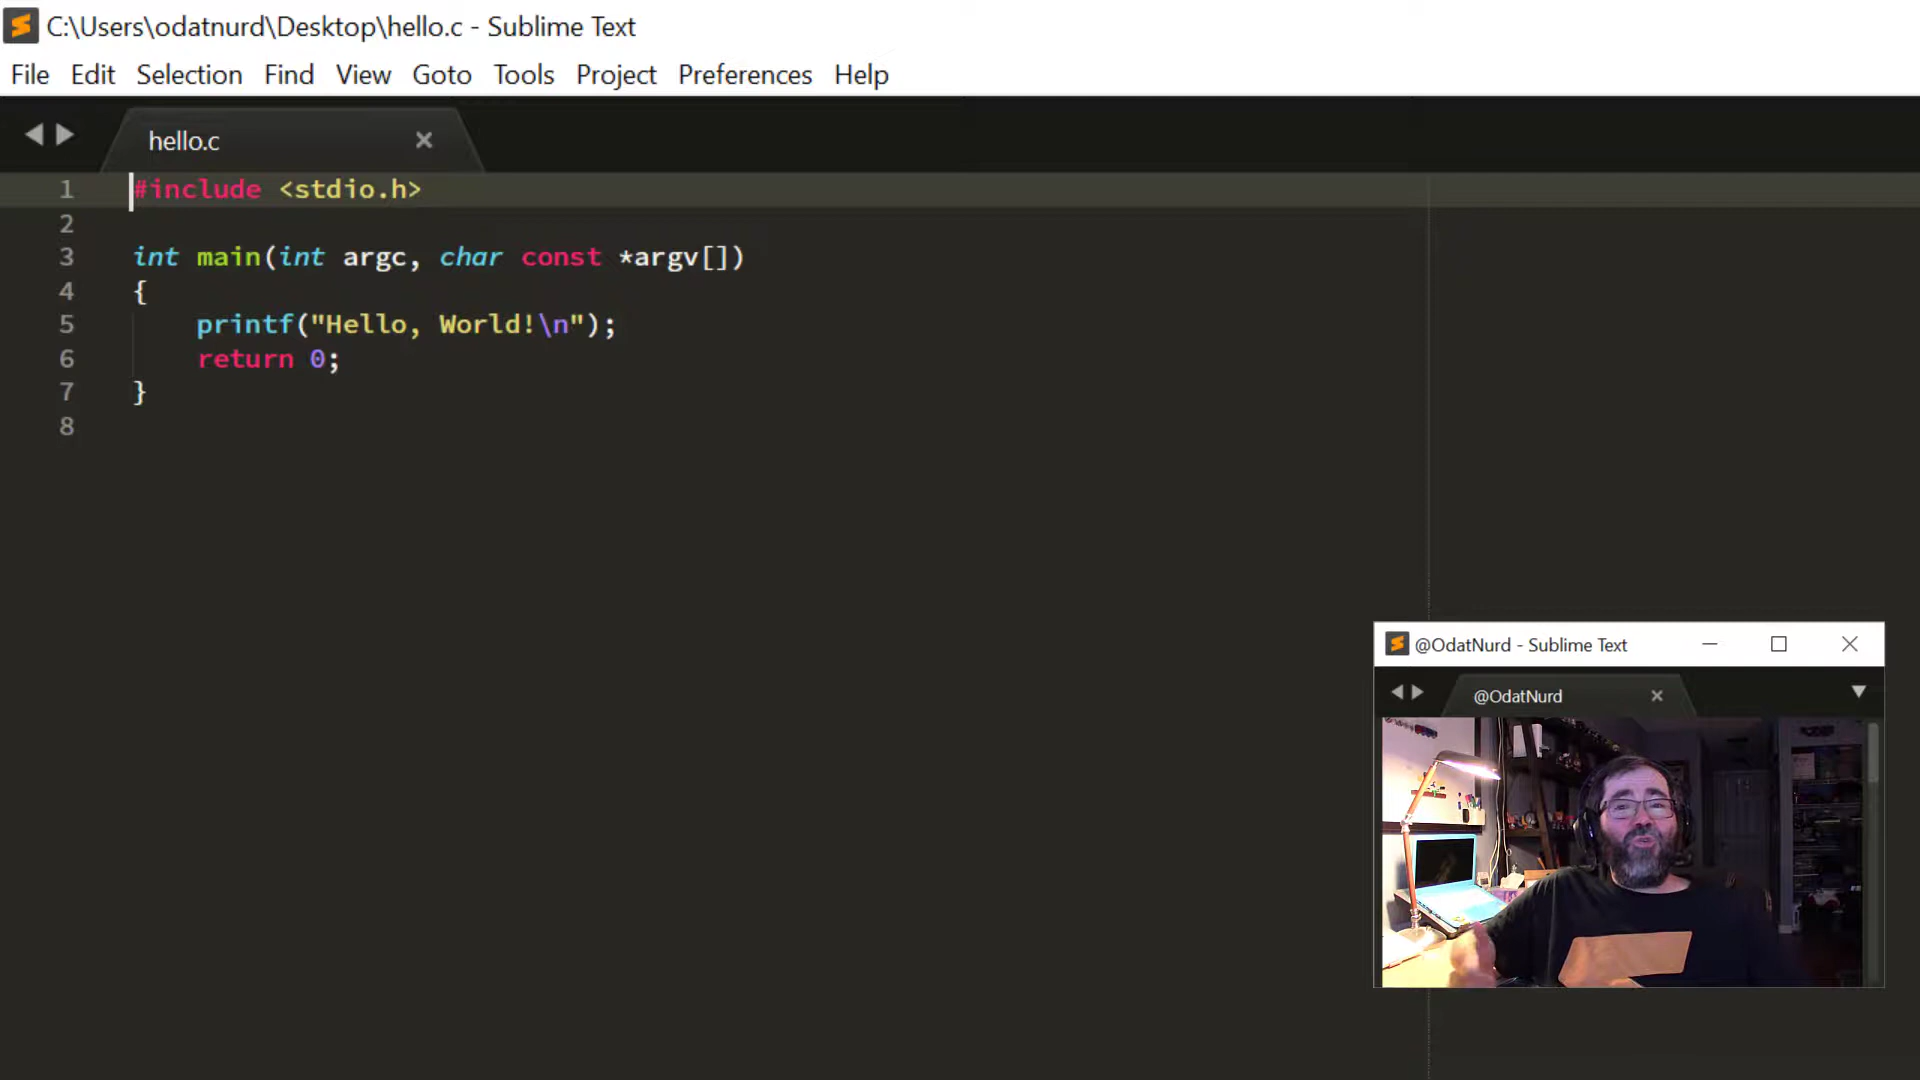 C:\Users\odatnurd\Desktop\hello.c - Sublime Text
File Edit Selection Find View Goto Tools Project Preferences Help
hello.c
1 #include <stdio.h>
2
3 int main(int argc, char const *argv[])
4 {
5     printf("Hello, World!\n");
6     return 0;
7 }
8
@OdatNurd - Sublime Text
@OdatNurd